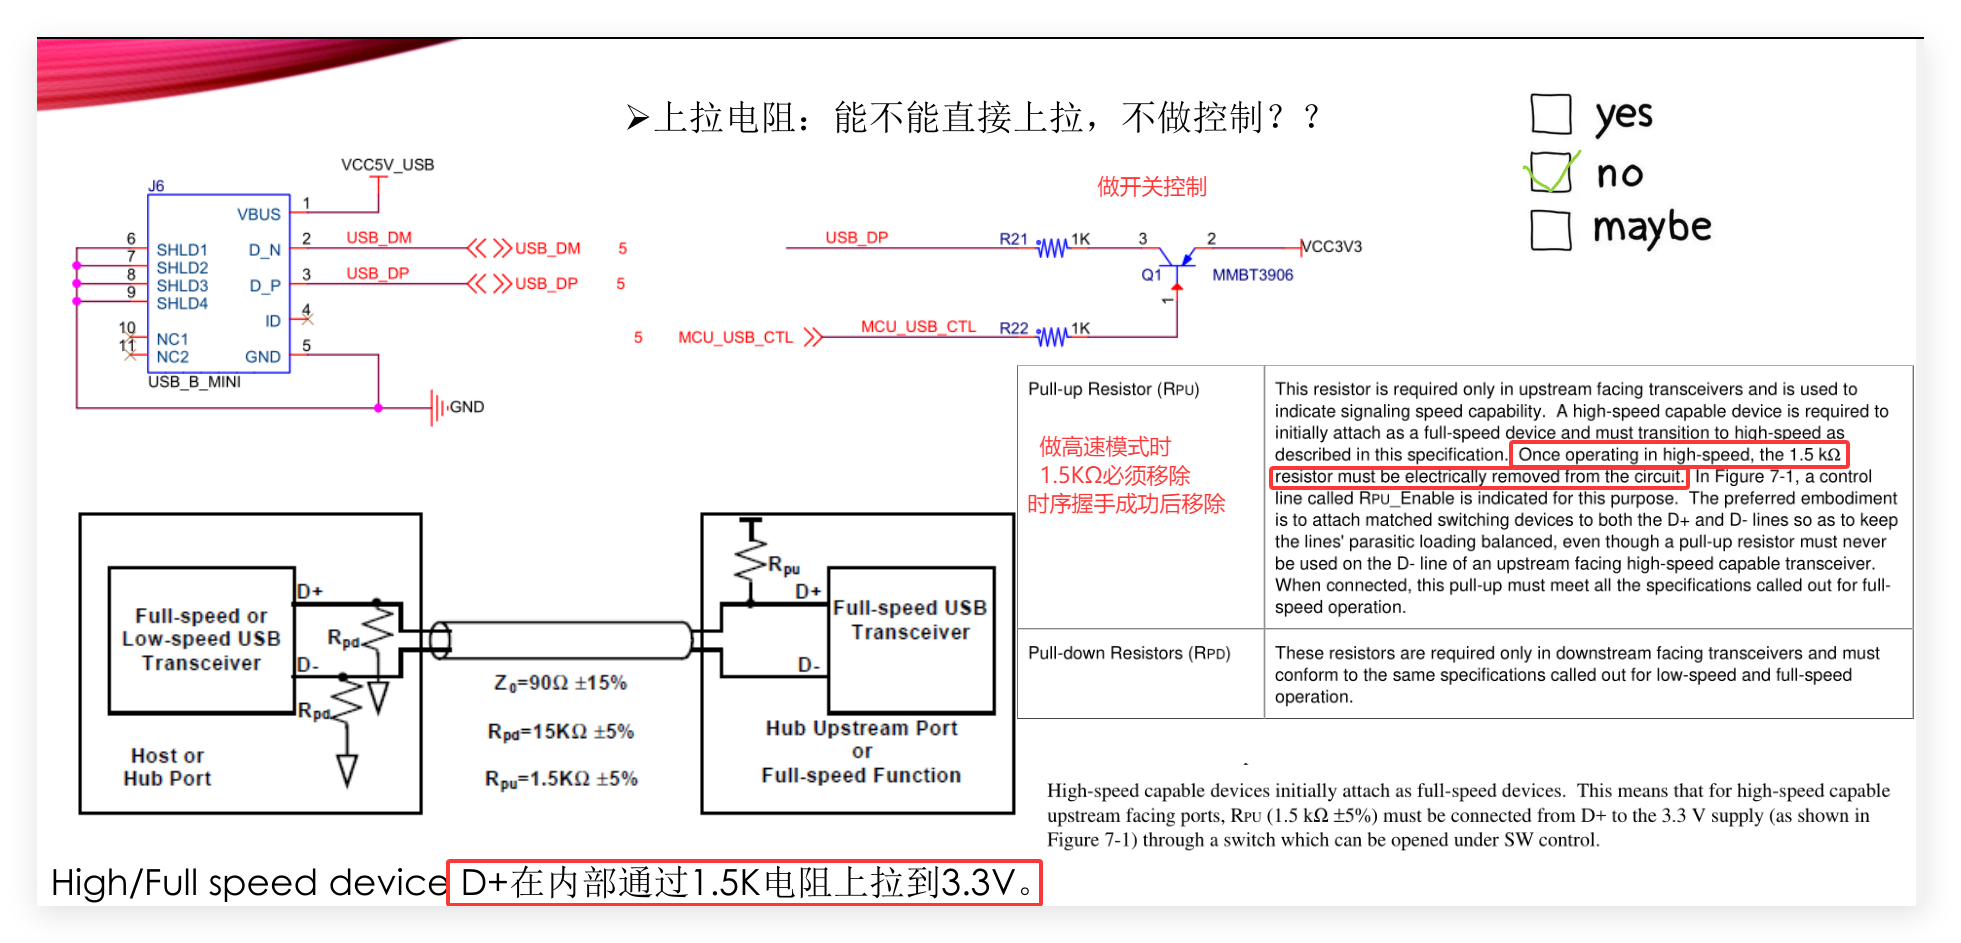 ➢上拉电阻：能不能直接上拉，不做控制？？
yes
no
maybe
VCC5V_USB
J6
VBUS
1
6
SHLD1
D_N
2
USB_DM
USB_DM
5
7
SHLD2
8
SHLD3
D_P
3
USB_DP
USB_DP
5
9
SHLD4
ID
4
10
NC1
11
NC2
GND
5
USB_B_MINI
GND
做开关控制
USB_DP
R21
1K
3
2
VCC3V3
Q1
MMBT3906
1
5
MCU_USB_CTL
MCU_USB_CTL
R22
1K
Pull-up Resistor (RPU)
做高速模式时
1.5KΩ必须移除
时序握手成功后移除
This resistor is required only in upstream facing transceivers and is used to
indicate signaling speed capability. A high-speed capable device is required to
initially attach as a full-speed device and must transition to high-speed as
described in this specification. Once operating in high-speed, the 1.5 kΩ
resistor must be electrically removed from the circuit. In Figure 7-1, a control
line called RPU_Enable is indicated for this purpose. The preferred embodiment
is to attach matched switching devices to both the D+ and D- lines so as to keep
the lines' parasitic loading balanced, even though a pull-up resistor must never
be used on the D- line of an upstream facing high-speed capable transceiver.
When connected, this pull-up must meet all the specifications called out for full-
speed operation.
Pull-down Resistors (RPD)
These resistors are required only in downstream facing transceivers and must
conform to the same specifications called out for low-speed and full-speed
operation.
Full-speed or
Low-speed USB
Transceiver
D+
Rpd
D-
Rpd
Host or
Hub Port
Z0=90Ω ±15%
Rpd=15KΩ ±5%
Rpu=1.5KΩ ±5%
Rpu
D+
D-
Full-speed USB
Transceiver
Hub Upstream Port
or
Full-speed Function
High-speed capable devices initially attach as full-speed devices. This means that for high-speed capable
upstream facing ports, RPU (1.5 kΩ ±5%) must be connected from D+ to the 3.3 V supply (as shown in
Figure 7-1) through a switch which can be opened under SW control.
High/Full speed device D+在内部通过1.5K电阻上拉到3.3V。